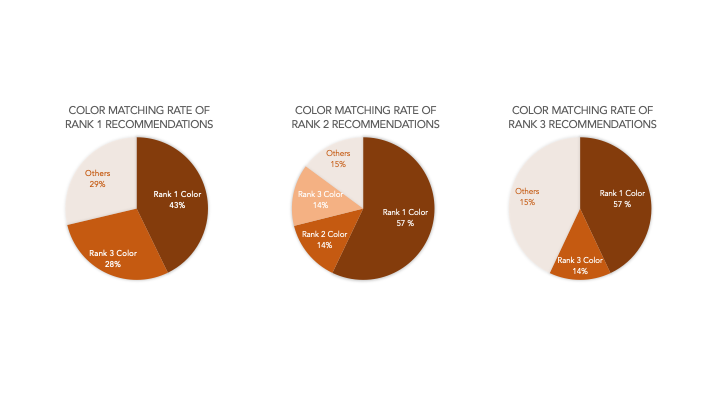 COLOR MATCHING RATE OF
RANK 1 RECOMMENDATIONS
Others
29%
Rank 1 Color
43%
Rank 3 Color
28%
COLOR MATCHING RATE OF
RANK 2 RECOMMENDATIONS
Others
15%
Rank 3 Color
14%
Rank 1 Color
57 %
Rank 2 Color
14%
COLOR MATCHING RATE OF
RANK 3 RECOMMENDATIONS
Others
15%
Rank 1 Color
57 %
Rank 3 Color
14%